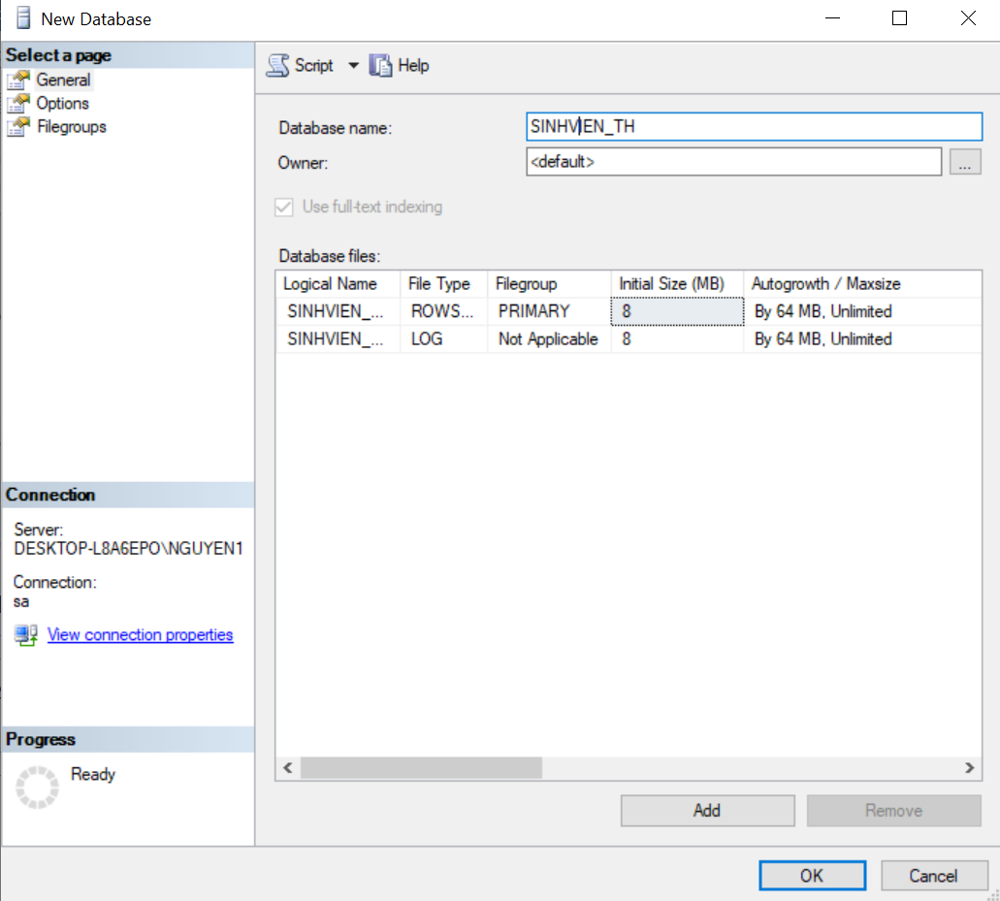 New Database
Select a page
General
Options
Filegroups
Script
Help
Database name:
SINHVIEN_TH
Owner:
<default>
...
Use full-text indexing
Database files:
Logical Name File Type Filegroup Initial Size (MB) Autogrowth / Maxsize
SINHVIEN_... ROWS... PRIMARY 8 By 64 MB, Unlimited
SINHVIEN_... LOG Not Applicable 8 By 64 MB, Unlimited
Connection
Server:
DESKTOP-L8A6EPO\NGUYEN1
Connection:
sa
View connection properties
Progress
Ready
Add
Remove
OK
Cancel